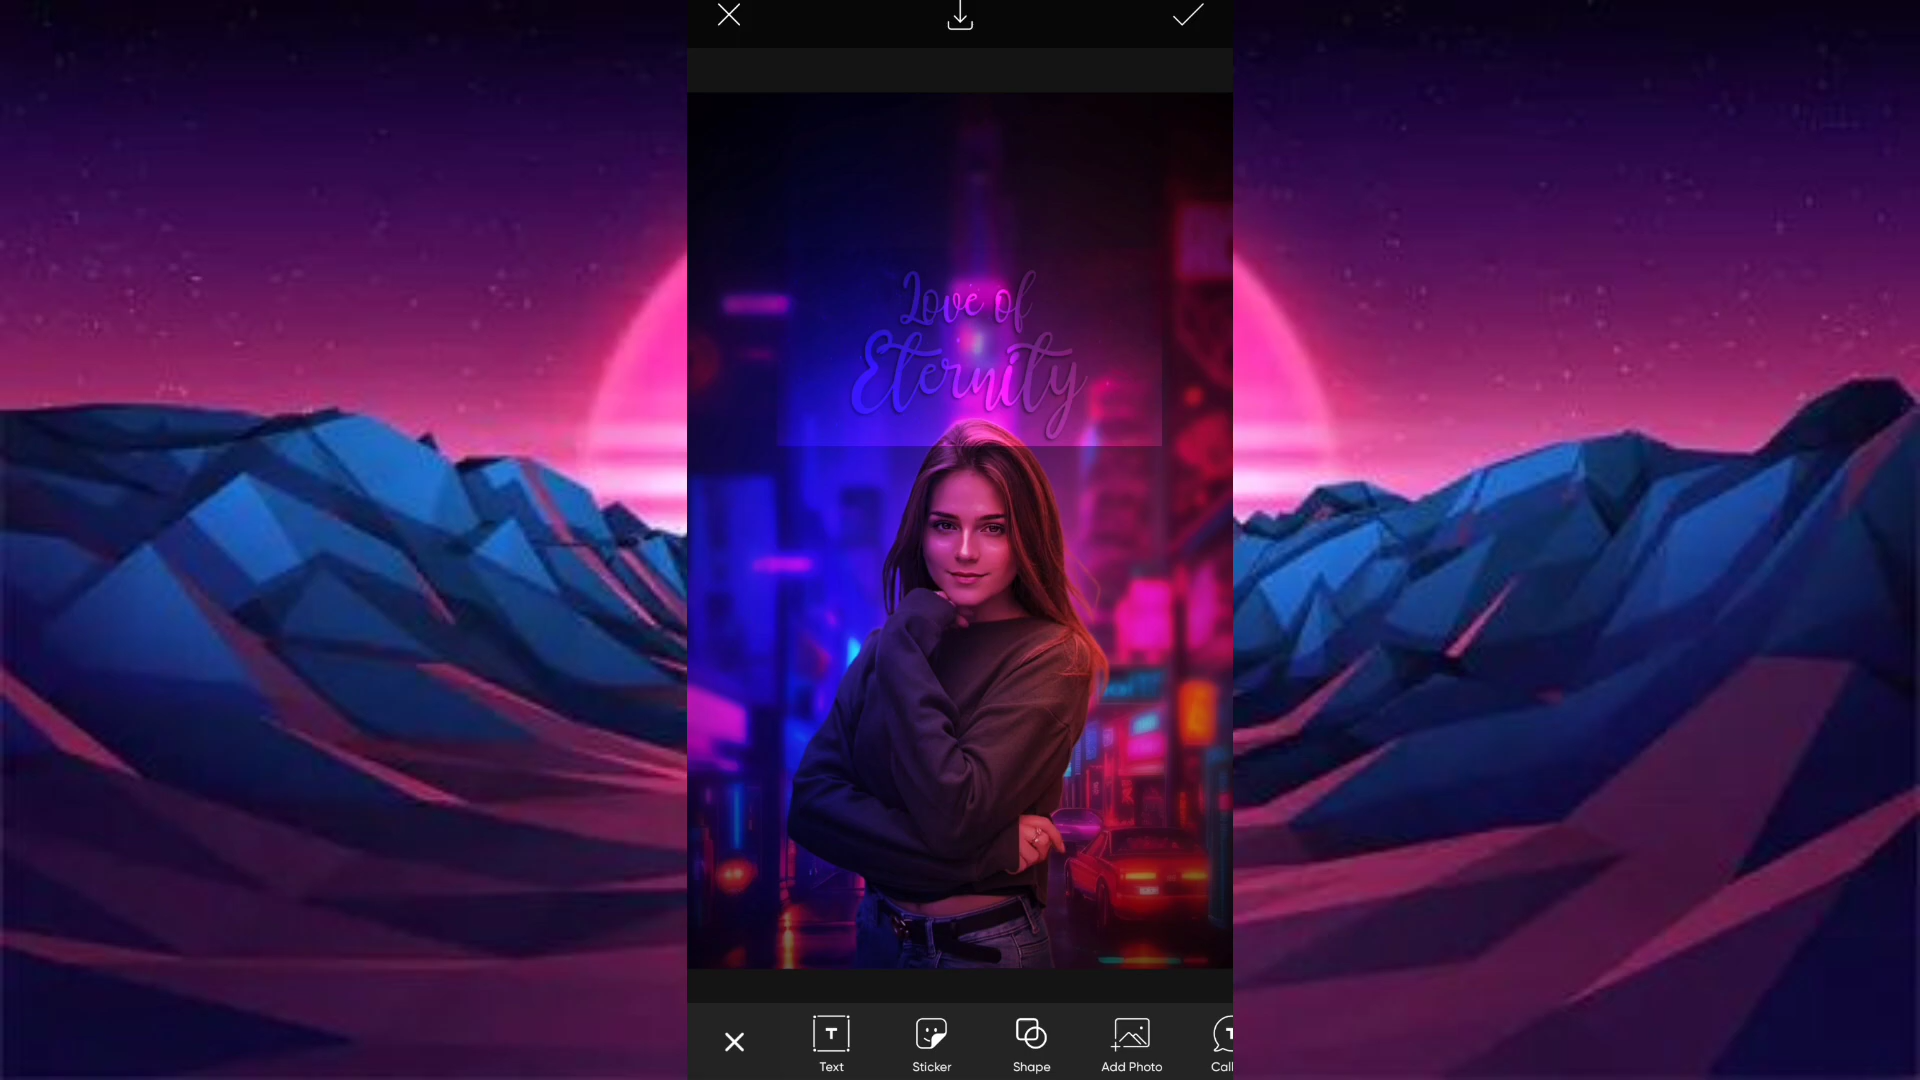 Love of
Eternity
Text
Sticker
Shape
Add Photo
Call